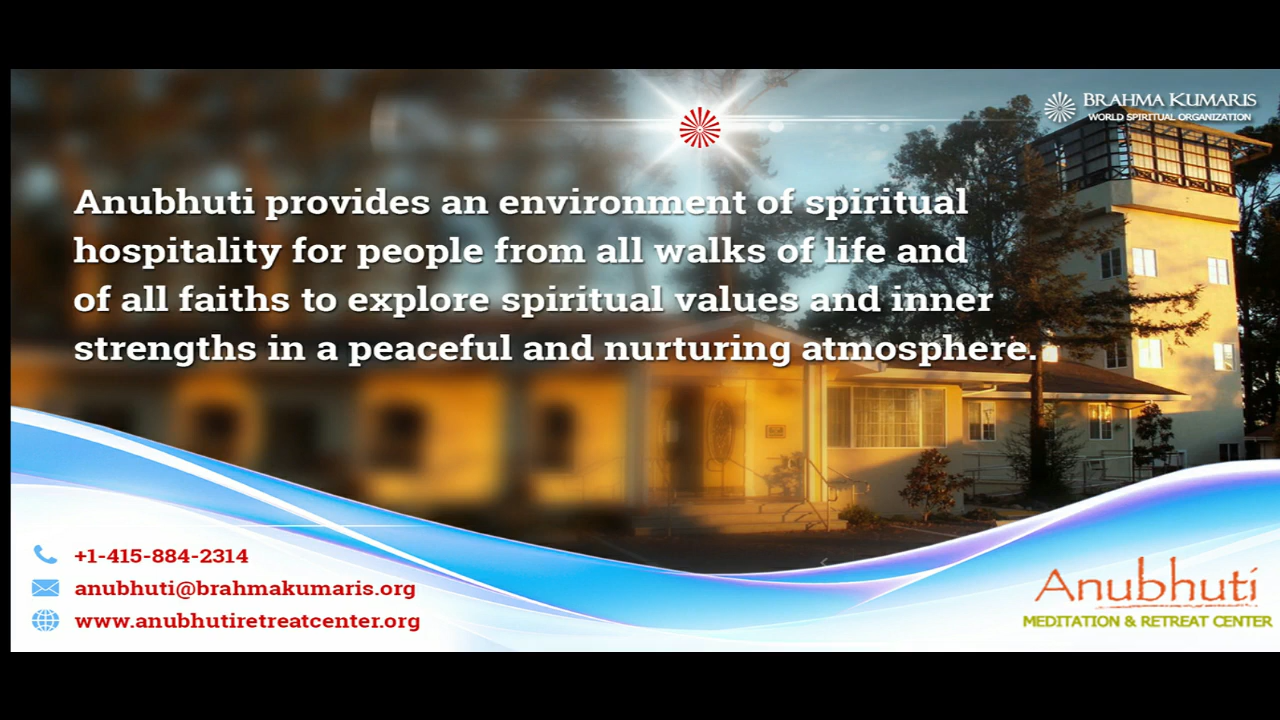 BRAHMA KUMARIS
WORLD SPIRITUAL ORGANIZATION
Anubhuti provides an environment of spiritual
hospitality for people from all walks of life and
of all faiths to explore spiritual values and inner
strengths in a peaceful and nurturing atmosphere.
+1-415-884-2314
anubhuti@brahmakumaris.org
www.anubhutiretreatcenter.org
Anubhuti
MEDITATION & RETREAT CENTER